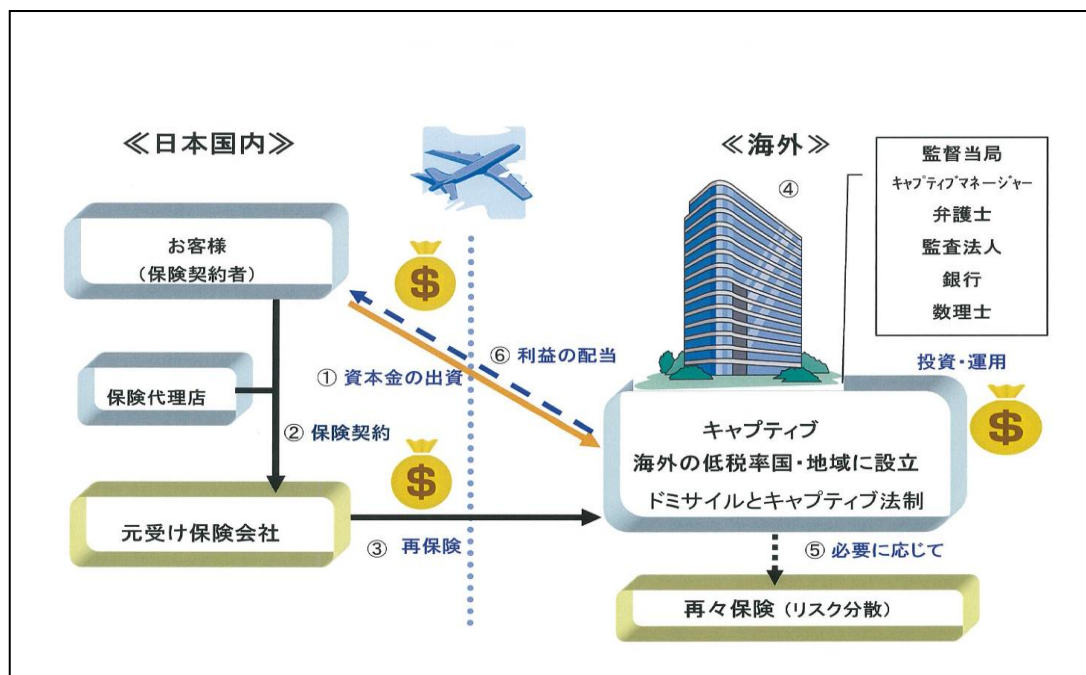 ≪日本国内≫
≪海外≫
④
監督当局
キャプティブマネージャー
弁護士
監査法人
銀行
数理士
お客様
（保険契約者）
$
⑥ 利益の配当
① 資本金の出資
投資・運用
$
保険代理店
② 保険契約
キャプティブ
海外の低税率国・地域に設立
ドミサイルとキャプティブ法制
$
元受け保険会社
③ 再保険
⑤ 必要に応じて
再々保険（リスク分散）